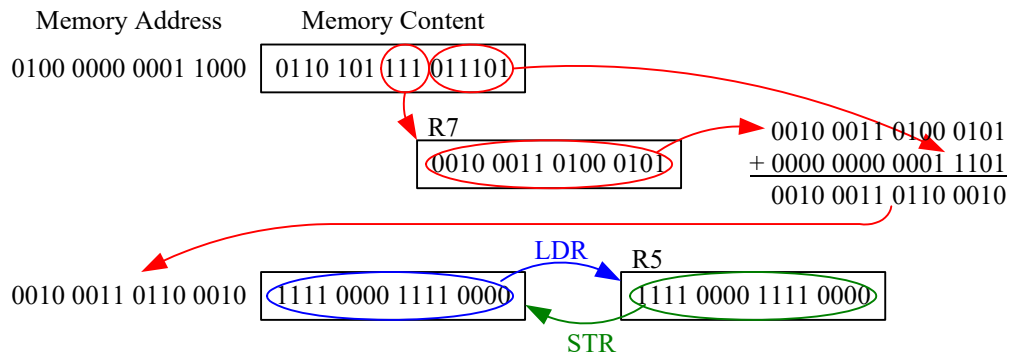 Memory Address Memory Content
0100 0000 0001 1000 0110 101 111 011101
R7
0010 0011 0100 0101
0010 0011 0100 0101
+ 0000 0000 0001 1101
0010 0011 0110 0010
LDR
R5
0010 0011 0110 0010 1111 0000 1111 0000 1111 0000 1111 0000
STR